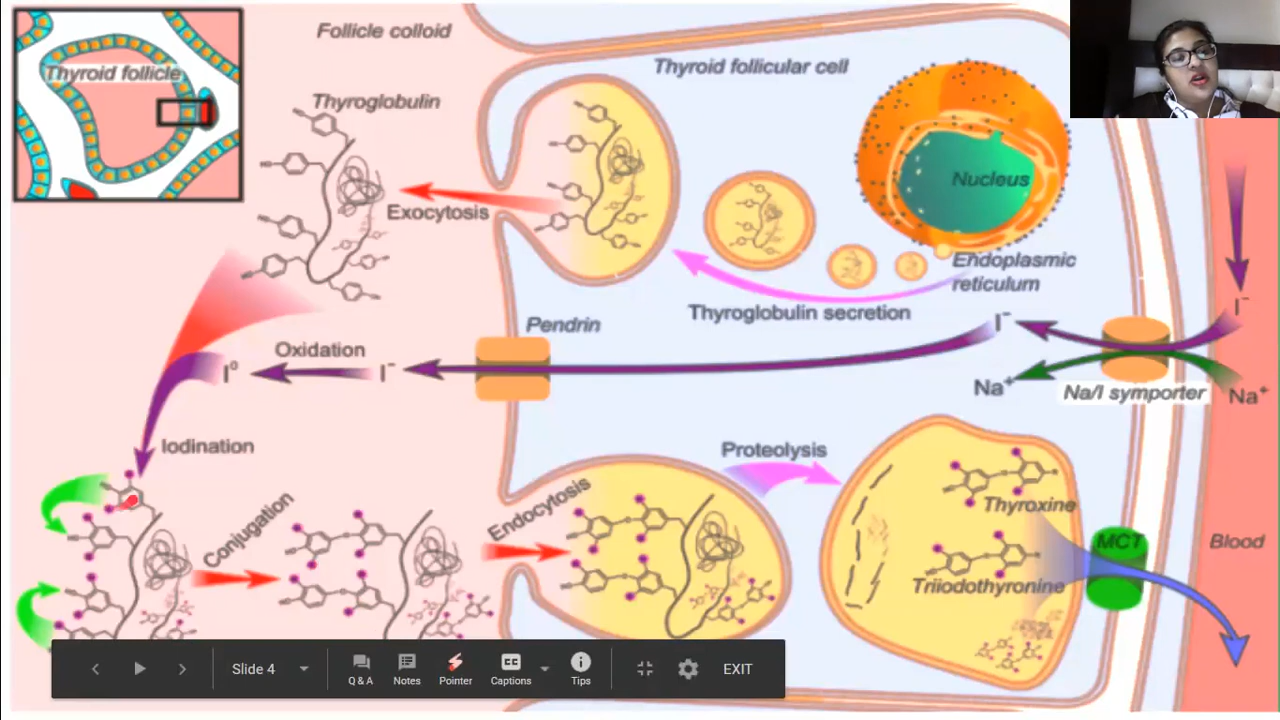 Follicle colloid
Thyroid follicular cell
Thyroid follicle
Thyroglobulin
Nucleus
Exocytosis
Endoplasmic
reticulum
Thyroglobulin secretion
I⁻
I⁻
Pendrin
Oxidation
I⁰
I⁻
Na⁺
Na/I symporter
Na⁺
Iodination
Proteolysis
Conjugation
Endocytosis
Thyroxine
MCT
Blood
Triiodothyronine
Slide 4
Q & A
Notes
Pointer
CC
Captions
Tips
EXIT